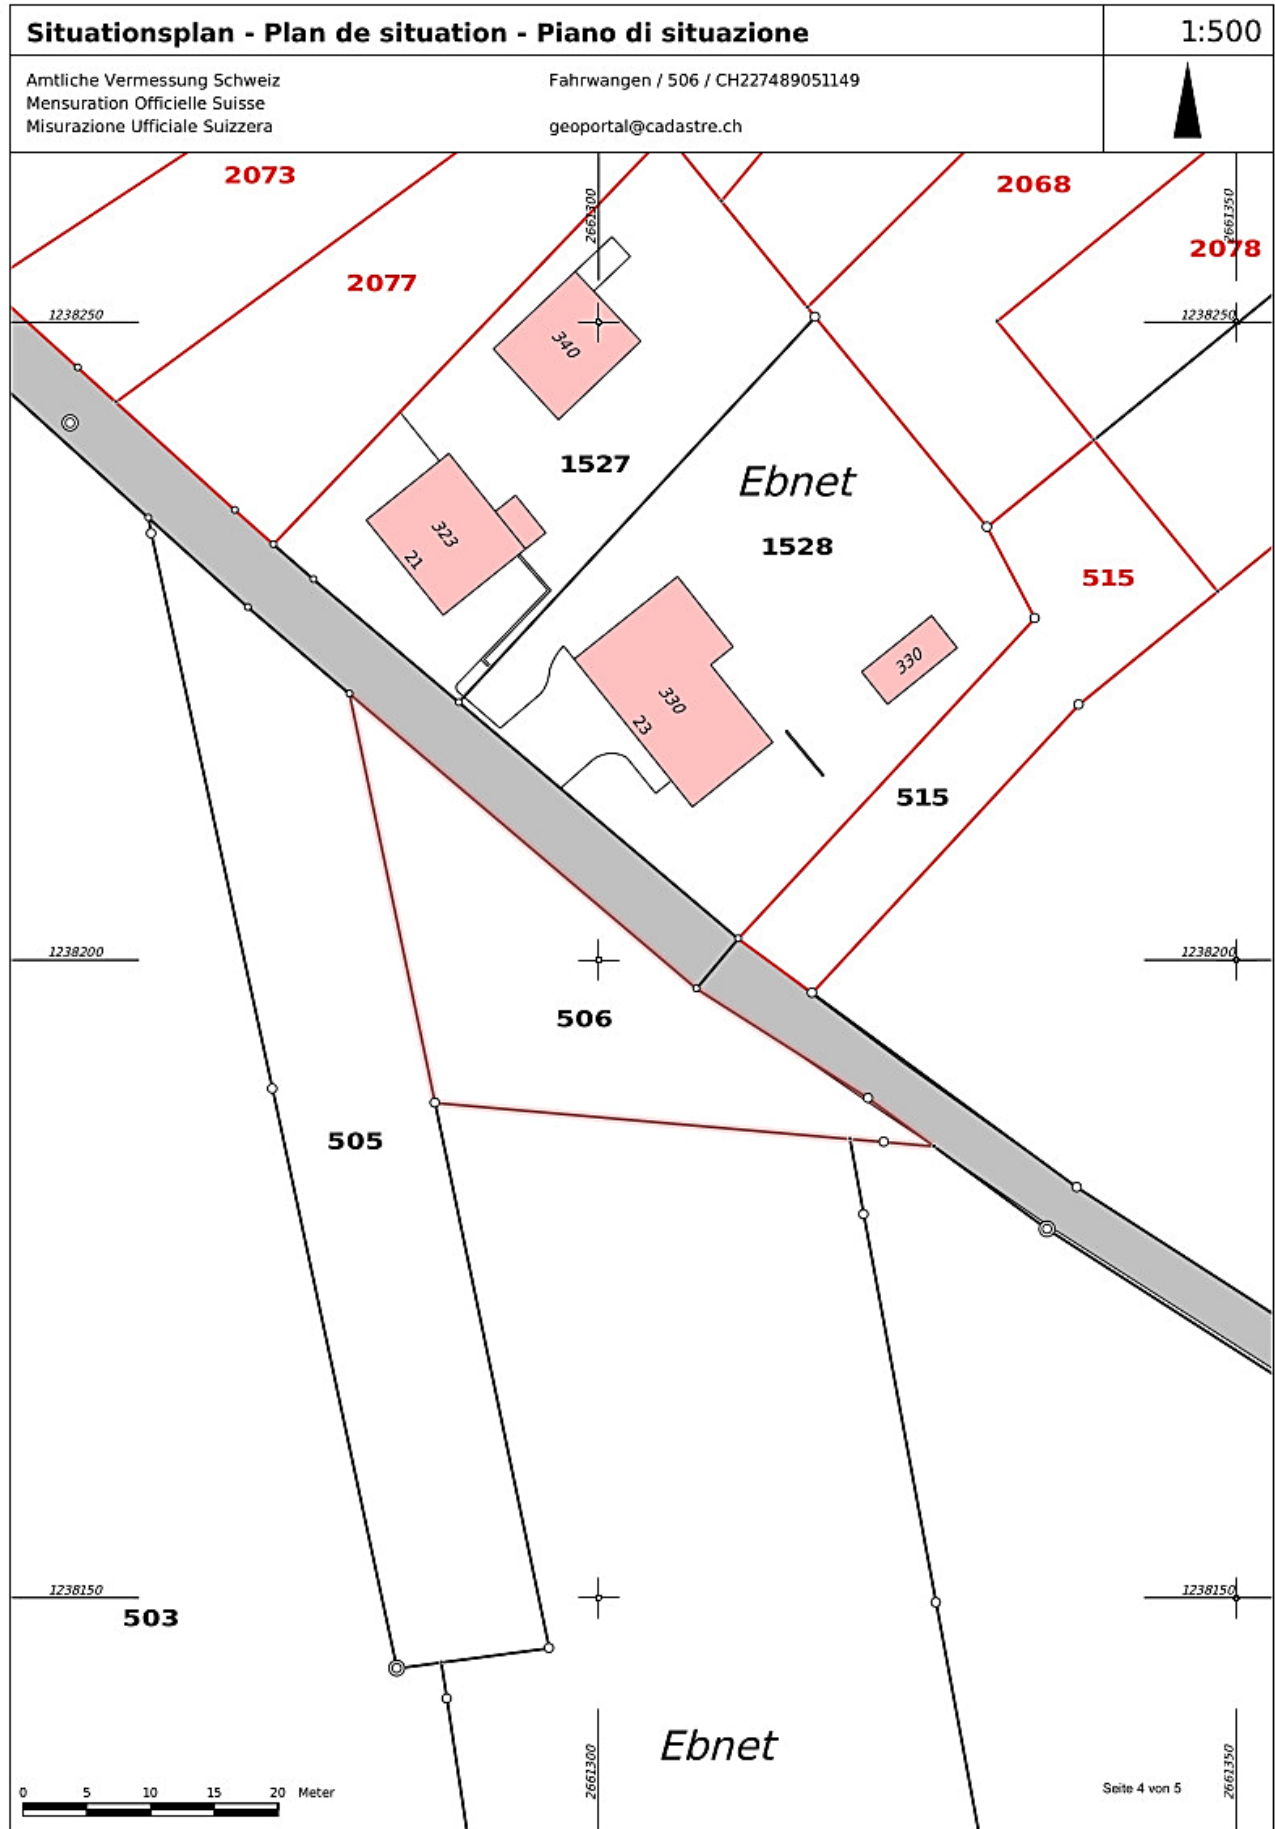 Situationsplan - Plan de situation - Piano di situazione
1:500
Amtliche Vermessung Schweiz
Mensuration Officielle Suisse
Misurazione Ufficiale Suizzera
Fahrwangen / 506 / CH227489051149
geoportal@cadastre.ch
2073
2068
2661300
2661350
2078
2077
1238250
1238250
340
1527
Ebnet
323
21
1528
515
330
330
23
515
1238200
1238200
506
505
1238150
1238150
503
Ebnet
2661300
2661350
0 5 10 15 20 Meter
Seite 4 von 5